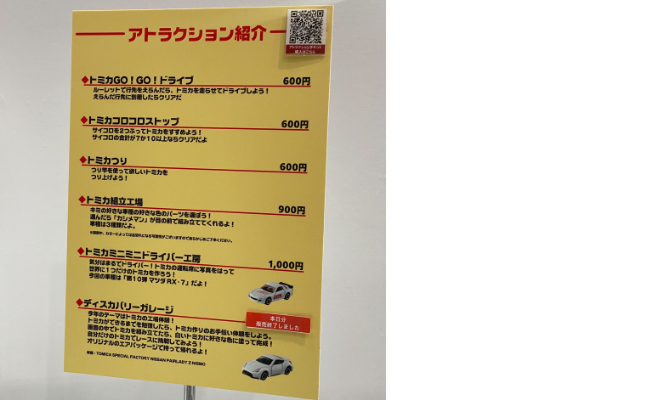 アトラクション紹介
◆トミカGO!GO!ドライブ 600円
ルーレットで行先をえらんだら、トミカを走らせてドライブしよう!
えらんだ行先に到着したらクリアだ
◆トミカコロコロストップ 600円
サイコロを2つふってトミカをすすめよう!
サイコロの合計が7か10以上ならクリアだよ
◆トミカつり 600円
つり竿を使って欲しいトミカを
つり上げよう!
◆トミカ組立工場 900円
キミの好きな車種の好きな色のパーツを選ぼう!
選んだら「カシメマン」が目の前で組み立ててくれるよ!
車種は3種類だよ。
◆トミカミニミニドライバー工房 1,000円
気分はまるでドライバー!トミカの運転席に写真をはって
世界に1つだけのトミカを作ろう!
今回の車種は「第10弾 マツダ RX-7」だよ!
◆ディスカバリーガレージ
本日分
販売終了しました
今年のテーマはトミカの工場体験!
トミカができるまでを勉強したら、トミカ作りのお手伝い体験をしよう。
画面の中でトミカを組み立てたら、白いトミカに好きな色に塗って完成!
自分だけのトミカでレースに挑戦してみよう!
オリジナルのエアパッケージで持って帰れるよ!
車種:TOMICA SPECIAL FACTORY NISSAN FAIRLADY Z NISMO